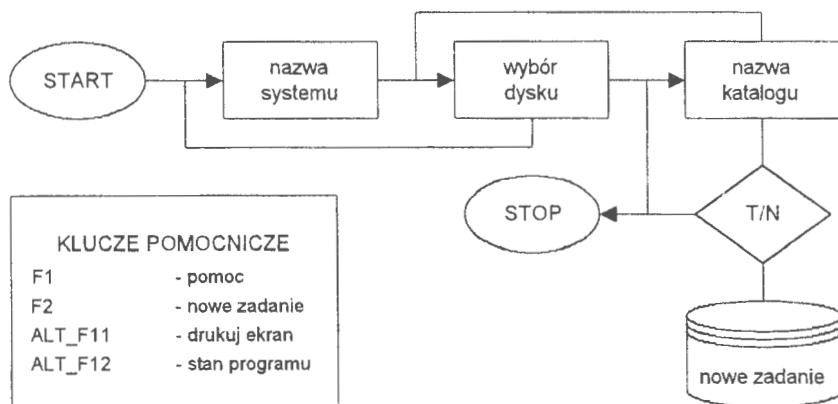 START
nazwa
systemu
wybór
dysku
nazwa
katalogu
STOP
T/N
nowe zadanie
KLUCZE POMOCNICZE
F1 - pomoc
F2 - nowe zadanie
ALT_F11 - drukuj ekran
ALT_F12 - stan programu